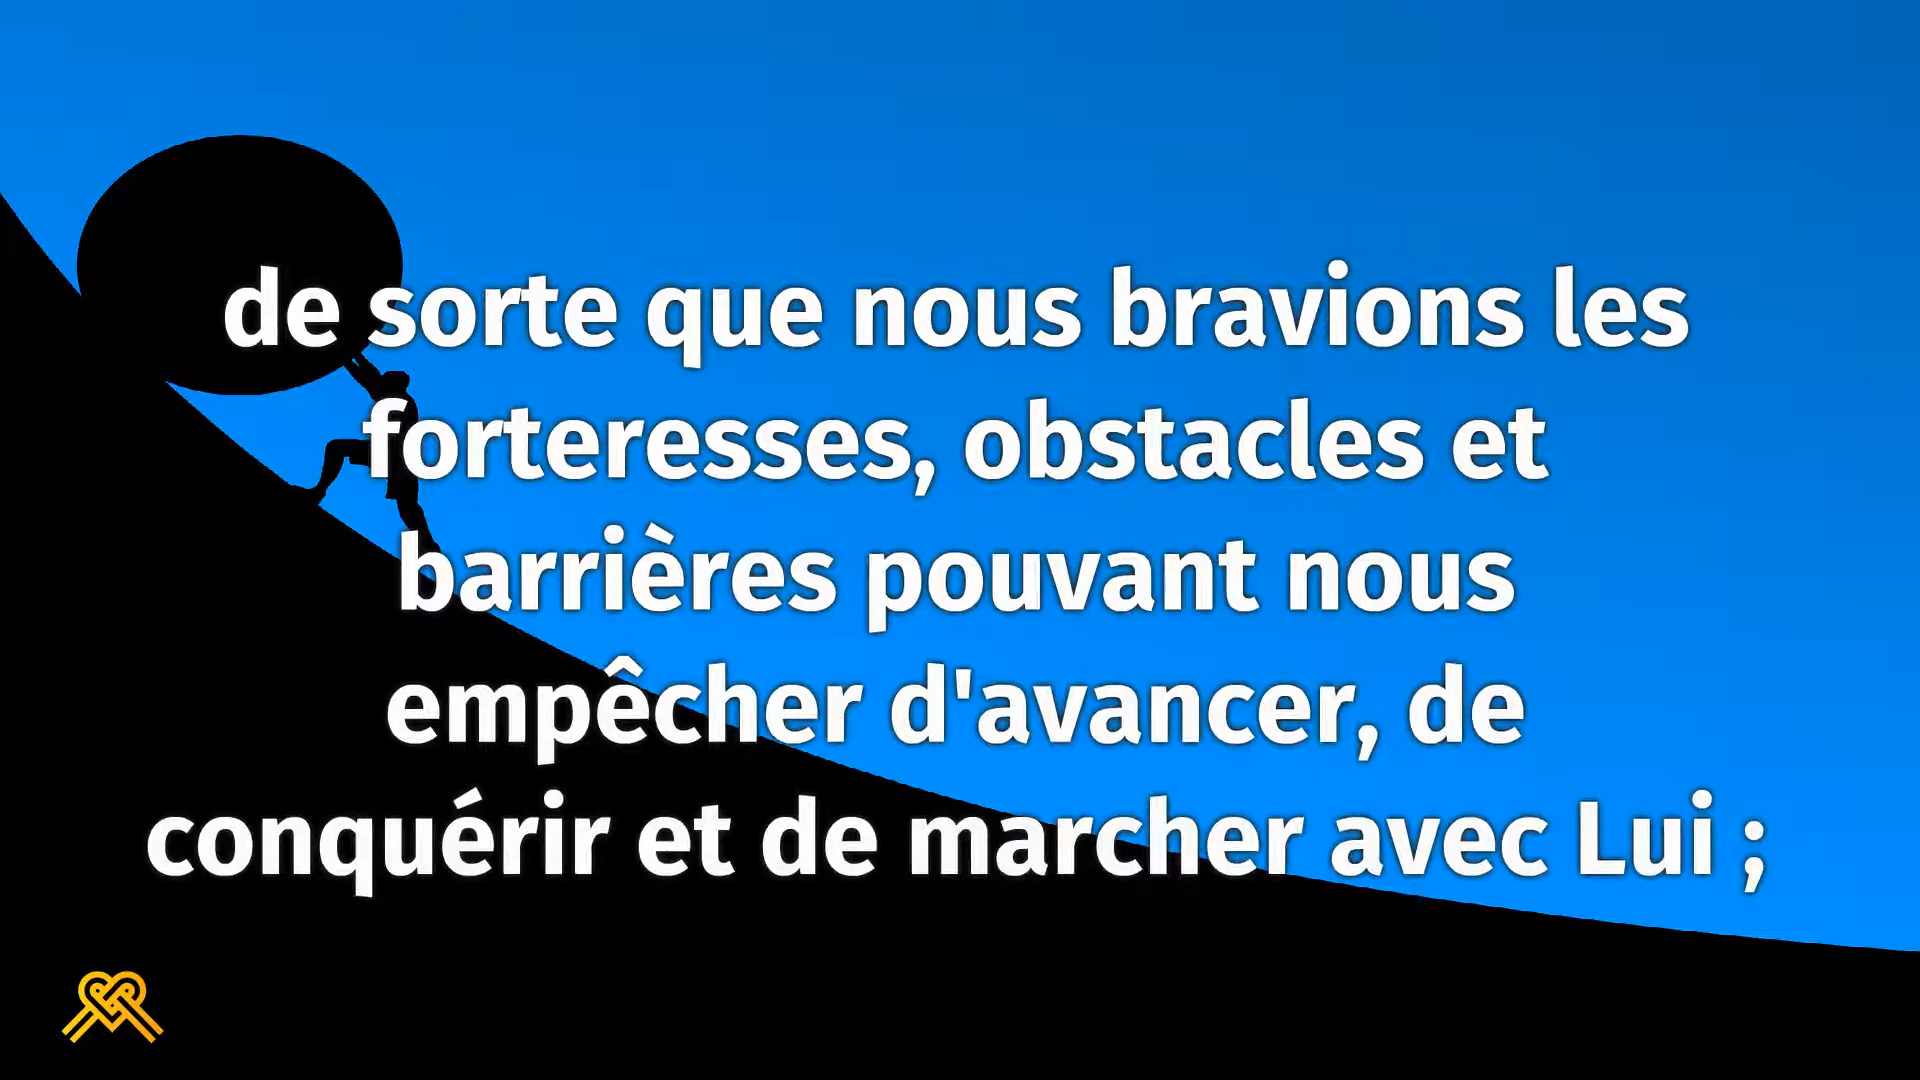 de sorte que nous bravions les
forteresses, obstacles et
barrières pouvant nous
empêcher d'avancer, de
conquérir et de marcher avec Lui ;